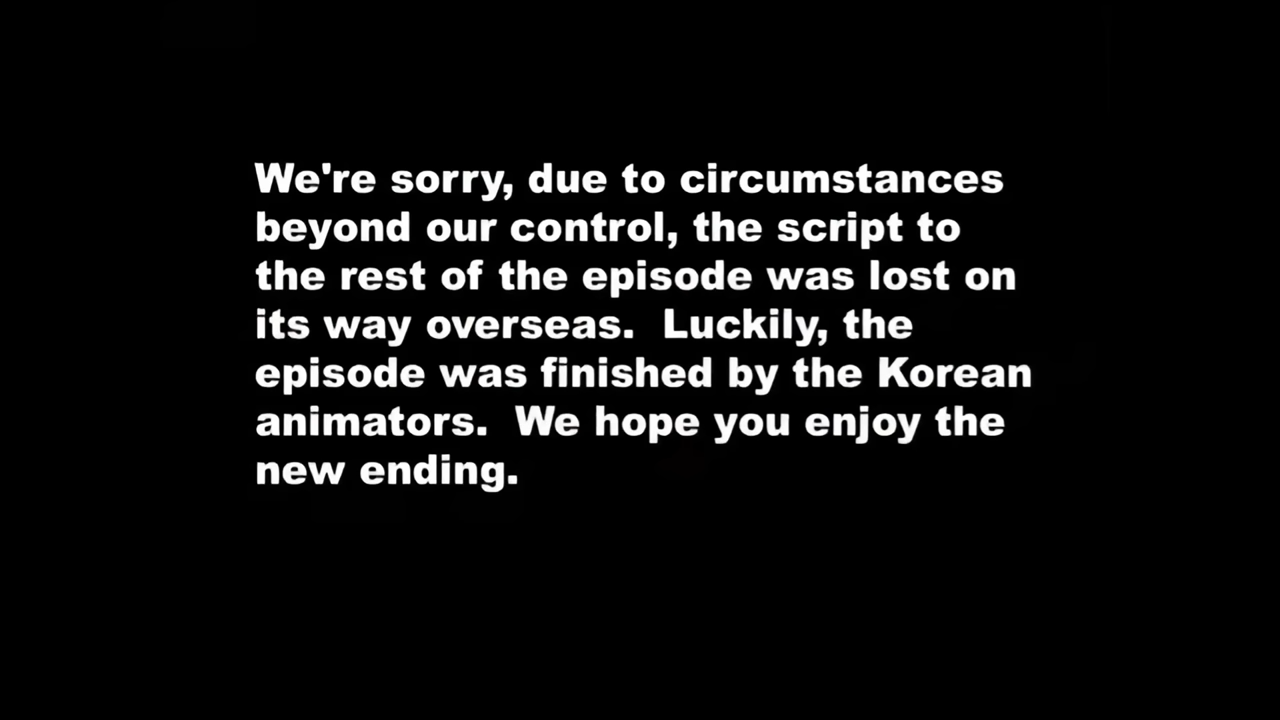 We're sorry, due to circumstances
beyond our control, the script to
the rest of the episode was lost on
its way overseas.  Luckily, the
episode was finished by the Korean
animators.  We hope you enjoy the
new ending.